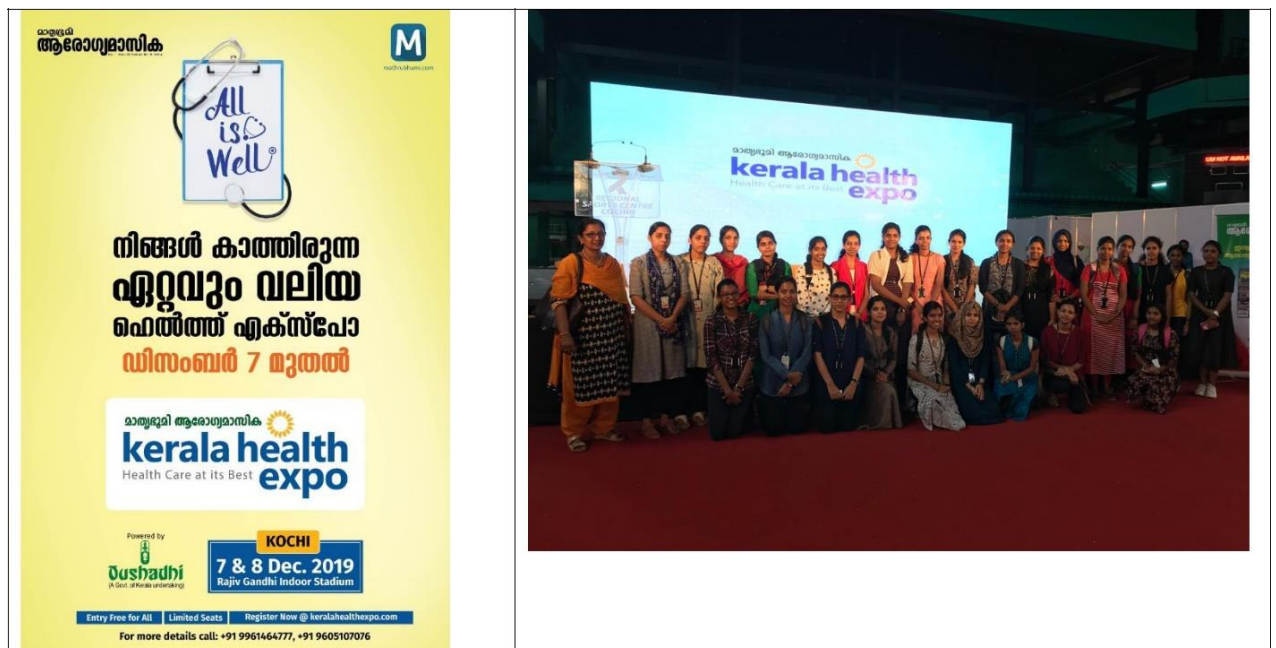 മാതൃഭൂമി
ആരോഗ്യമാസിക
M
mathrubhumi.com
All
is
Well
നിങ്ങൾ കാത്തിരുന്ന
ഏറ്റവും വലിയ
ഹെൽത്ത് എക്സ്പോ
ഡിസംബർ 7 മുതൽ
മാതൃഭൂമി ആരോഗ്യമാസിക
kerala health
Health Care at its Best expo
Powered by
Oushadhi
(A Govt. of Kerala undertaking)
KOCHI
7 & 8 Dec. 2019
Rajiv Gandhi Indoor Stadium
Entry Free for All Limited Seats Register Now @ keralahealthexpo.com
For more details call: +91 9961464777, +91 9605107076
മാതൃഭൂമി ആരോഗ്യമാസിക
kerala health
Health Care at its Best expo
REGIONAL
SPORTS CENTRE
COCHIN